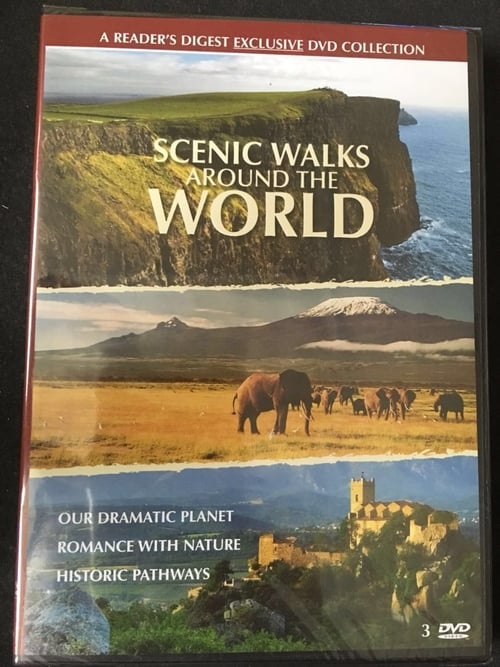 A READER'S DIGEST EXCLUSIVE DVD COLLECTION
SCENIC WALKS
AROUND THE
WORLD
OUR DRAMATIC PLANET
ROMANCE WITH NATURE
HISTORIC PATHWAYS
3 DVD
VIDEO